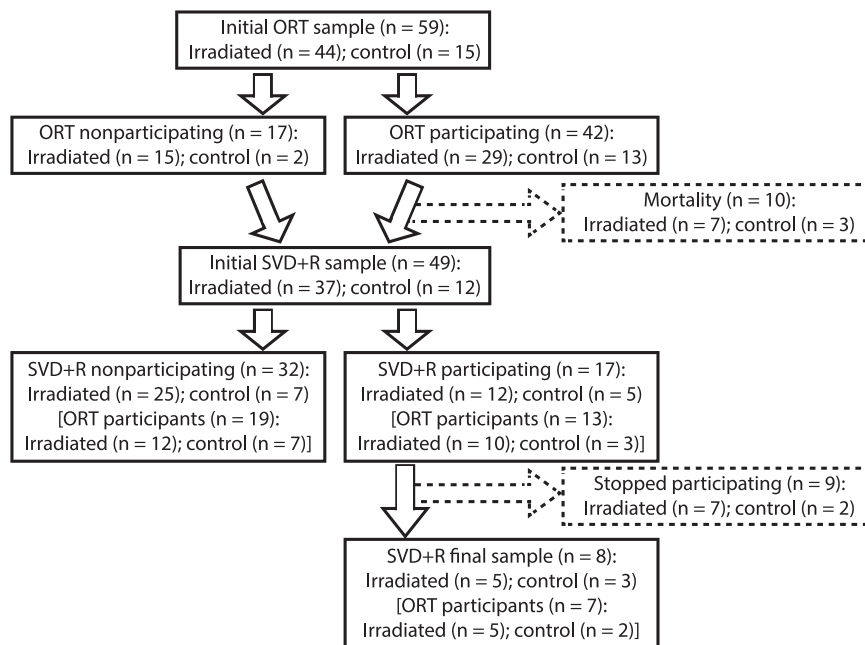 Initial ORT sample (n = 59):
Irradiated (n = 44); control (n = 15)
ORT nonparticipating (n = 17):
Irradiated (n = 15); control (n = 2)
ORT participating (n = 42):
Irradiated (n = 29); control (n = 13)
Mortality (n = 10):
Irradiated (n = 7); control (n = 3)
Initial SVD+R sample (n = 49):
Irradiated (n = 37); control (n = 12)
SVD+R nonparticipating (n = 32):
Irradiated (n = 25); control (n = 7)
[ORT participants (n = 19):
Irradiated (n = 12); control (n = 7)]
SVD+R participating (n = 17):
Irradiated (n = 12); control (n = 5)
[ORT participants (n = 13):
Irradiated (n = 10); control (n = 3)]
Stopped participating (n = 9):
Irradiated (n = 7); control (n = 2)
SVD+R final sample (n = 8):
Irradiated (n = 5); control (n = 3)
[ORT participants (n = 7):
Irradiated (n = 5); control (n = 2)]